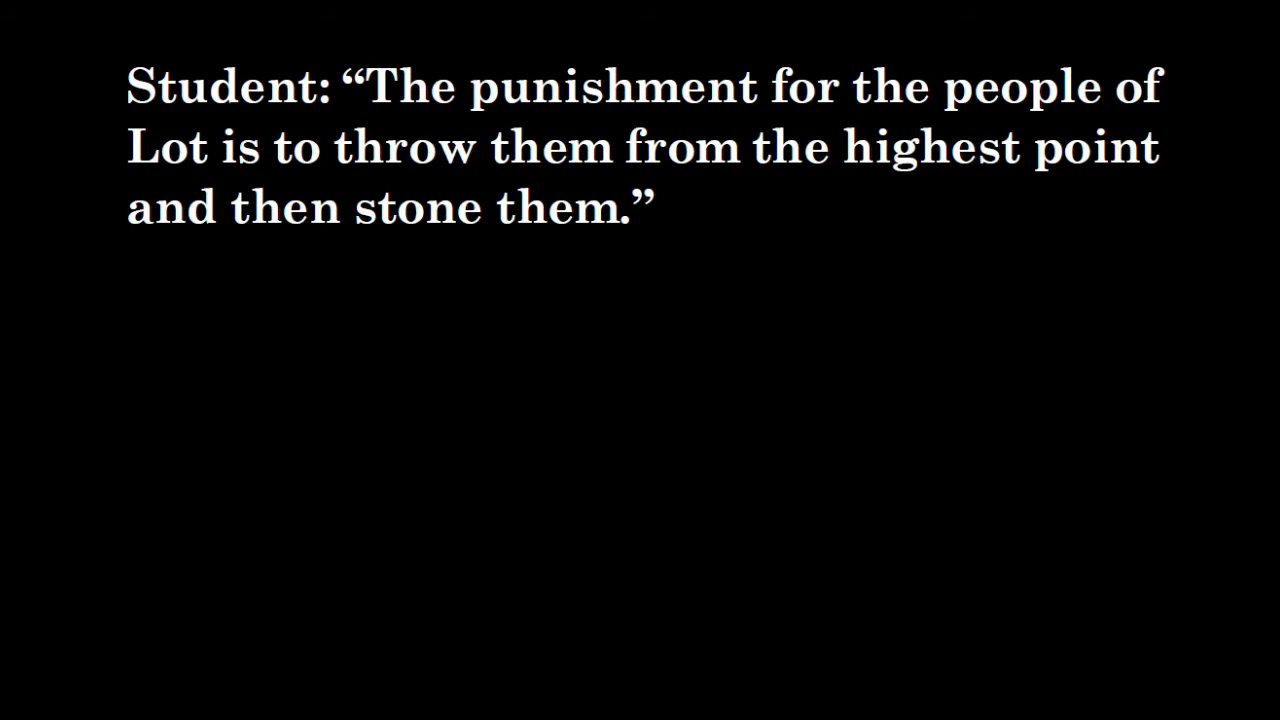 Student: “The punishment for the people of
Lot is to throw them from the highest point
and then stone them.”